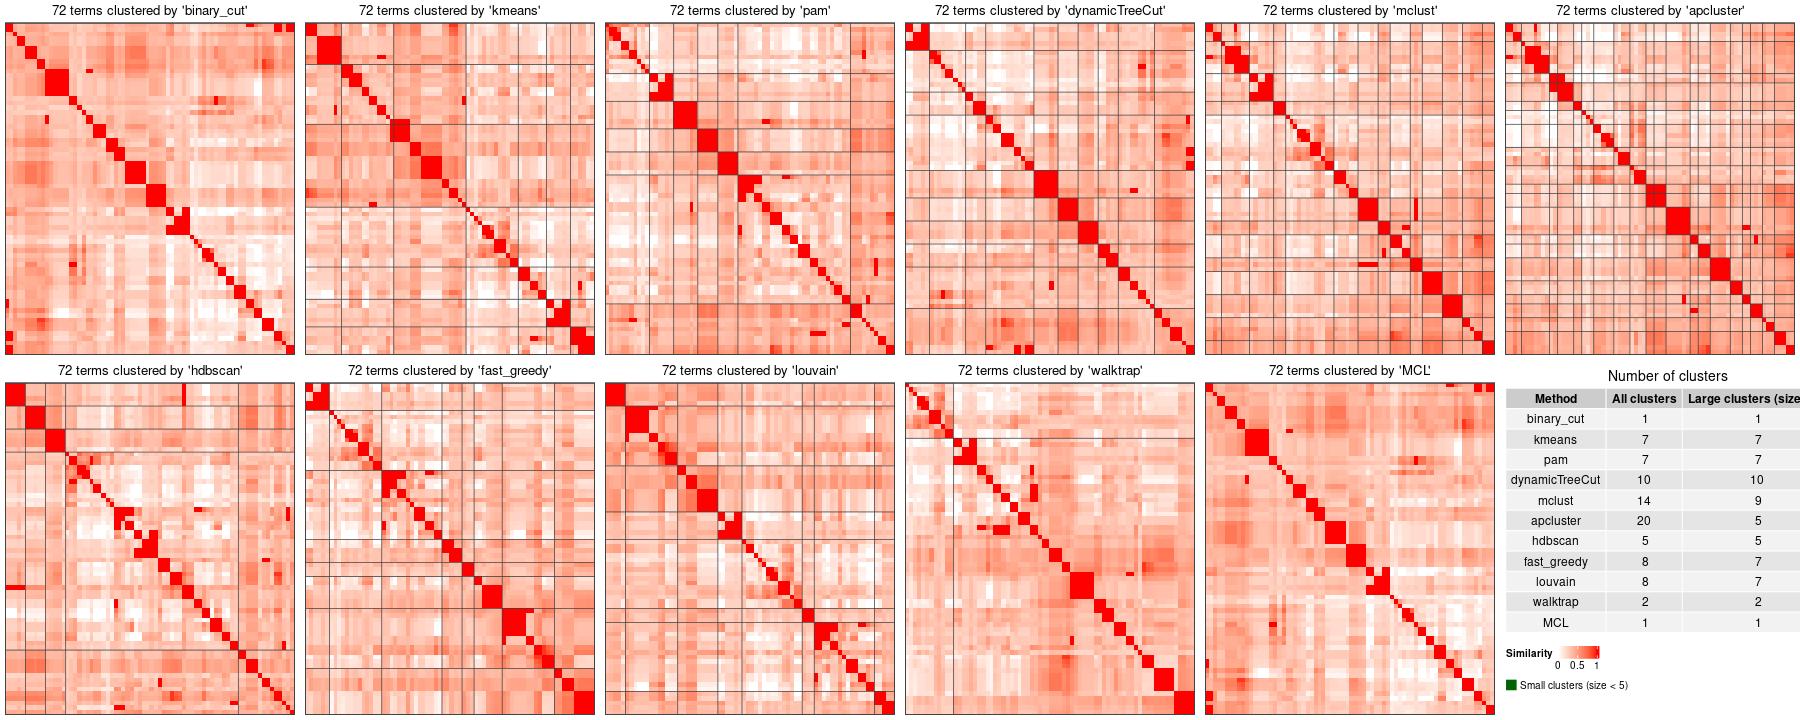 72 terms clustered by 'binary_cut'
72 terms clustered by 'kmeans'
72 terms clustered by 'pam'
72 terms clustered by 'dynamicTreeCut'
72 terms clustered by 'mclust'
72 terms clustered by 'apcluster'
72 terms clustered by 'hdbscan'
72 terms clustered by 'fast_greedy'
72 terms clustered by 'louvain'
72 terms clustered by 'walktrap'
72 terms clustered by 'MCL'
Number of clusters
Method All clusters Large clusters (size
binary_cut 1 1
kmeans 7 7
pam 7 7
dynamicTreeCut 10 10
mclust 14 9
apcluster 20 5
hdbscan 5 5
fast_greedy 8 7
louvain 8 7
walktrap 2 2
MCL 1 1
Similarity
0 0.5 1
Small clusters (size < 5)